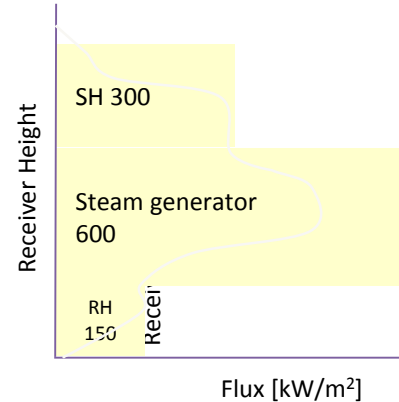 Receiver Height
SH 300
Steam generator
600
RH
150
Recei
Flux [kW/m²]